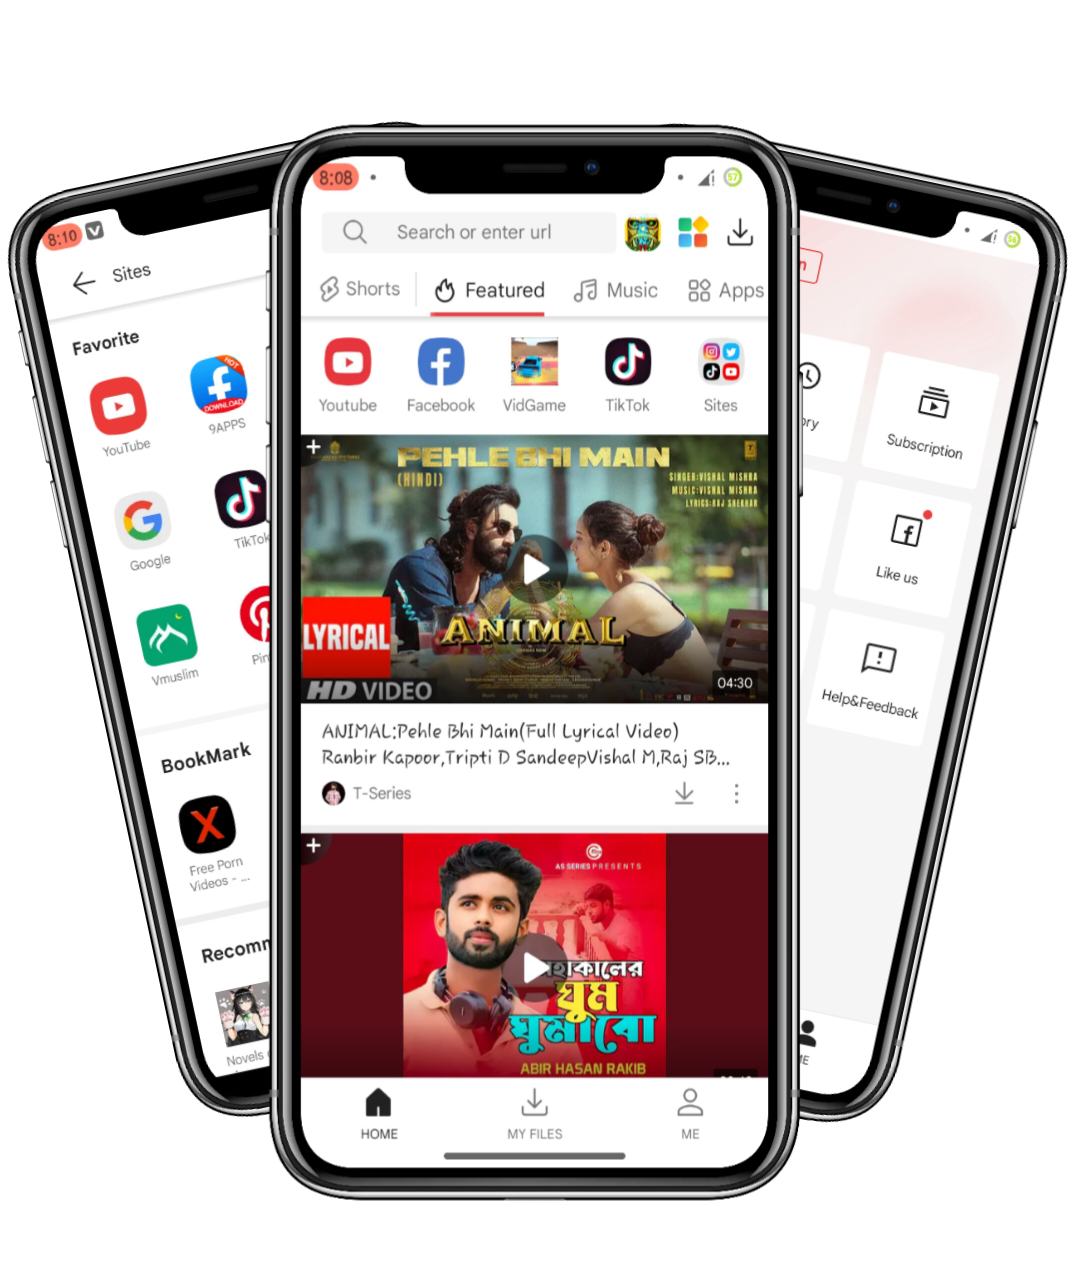 8:10
Sites
Favorite
YouTube
HOT
DOWNLOAD
9APPS
Google
TikTok
Vmuslim
BookMark
Free Porn
Videos - ...
Novels
8:08
57
Search or enter url
Shorts
Featured
Music
Apps
Youtube
Facebook
VidGame
TikTok
Sites
PEHLE BHI MAIN
(HINDI)
SINGER:VISHAL MISHRA
MUSIC:VISHAL MISHRA
LYRICS:RAJ SHEKHAR
LYRICAL
ANIMAL
HD VIDEO
04:30
ANIMAL:Pehle Bhi Main(Full Lyrical Video)
Ranbir Kapoor,Tripti D SandeepVishal M,Raj SB...
T-Series
AS SERIES PRESENTS
ঘুম
ঘুমাবো
ABIR HASAN RAKIB
HOME
MY FILES
ME
56
Subscription
Like us
Help&Feedback